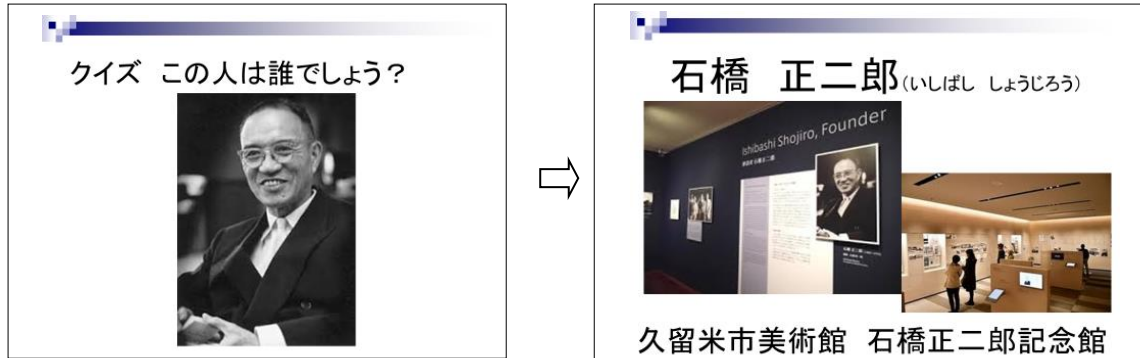 クイズ　この人は誰でしょう？
石橋　正二郎(いしばし　しょうじろう)
Ishibashi Shojiro, Founder
久留米市美術館　石橋正二郎記念館